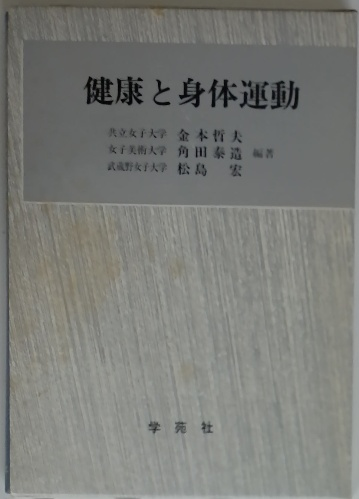 健康と身体運動
共立女子大学 金本哲夫
女子美術大学 角田泰造 編著
武蔵野女子大学 松島 宏
学苑社